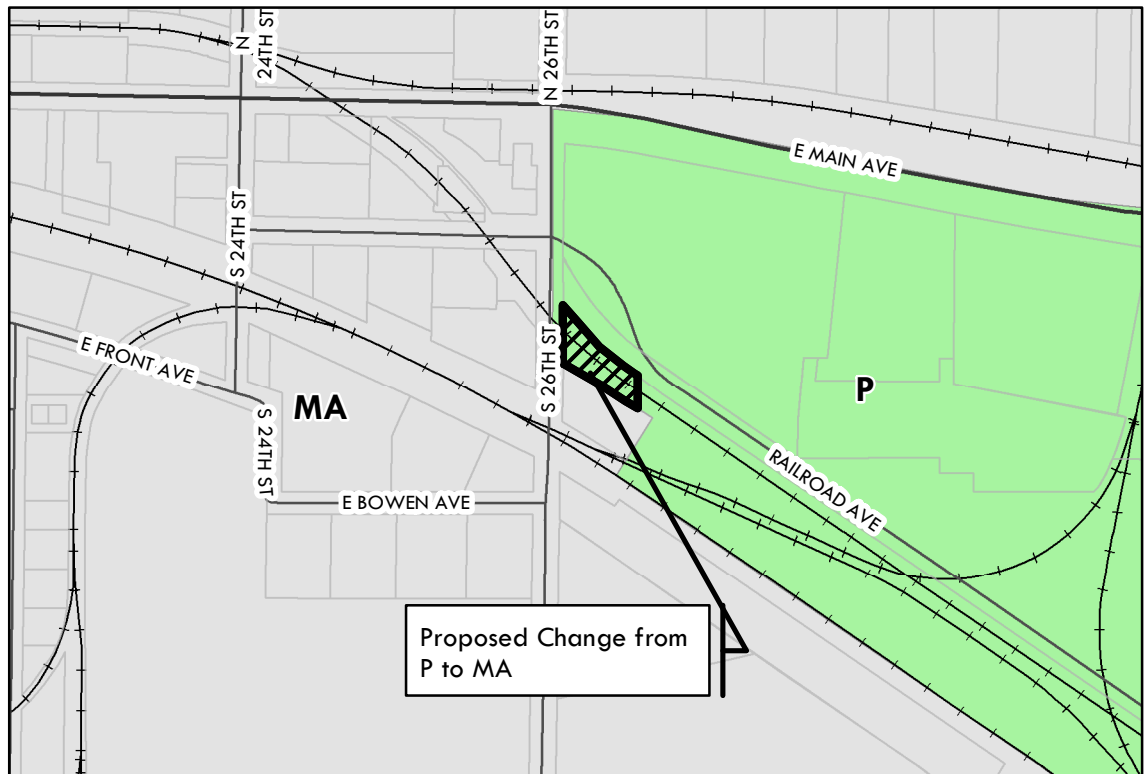 N
24TH ST
N 26TH ST
E MAIN AVE
S 24TH ST
E FRONT AVE
S 26TH ST
MA
P
S 24TH ST
RAILROAD AVE
E BOWEN AVE
Proposed Change from
P to MA